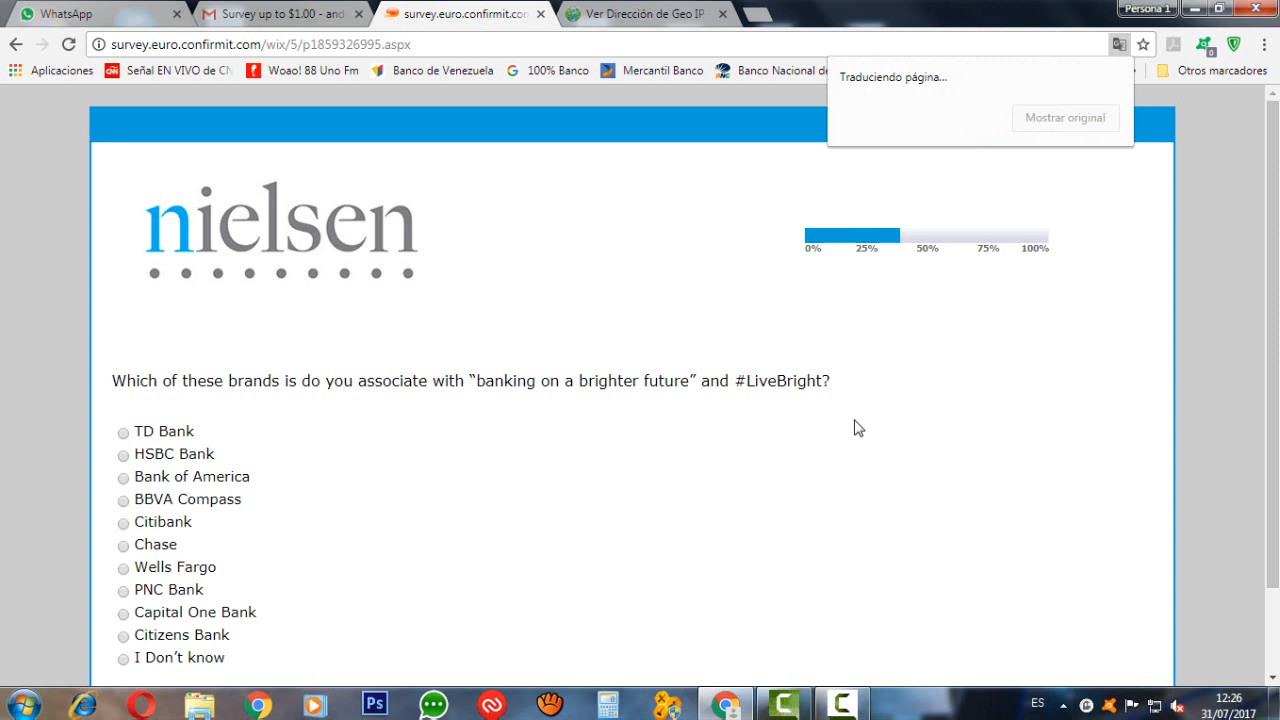 WhatsApp
Survey up to $1.00 - and
survey.euro.confirmit.com
Ver Dirección de Geo IP
Persona 1
survey.euro.confirmit.com/wix/5/p1859326995.aspx
Aplicaciones
Señal EN VIVO de CN
Woao! 88 Uno Fm
Banco de Venezuela
100% Banco
Mercantil Banco
Banco Nacional de
Otros marcadores
Traduciendo página...
Mostrar original
nielsen
0% 25% 50% 75% 100%
Which of these brands is do you associate with “banking on a brighter future” and #LiveBright?
TD Bank
HSBC Bank
Bank of America
BBVA Compass
Citibank
Chase
Wells Fargo
PNC Bank
Capital One Bank
Citizens Bank
I Don’t know
Ps
ES
12:26
31/07/2017